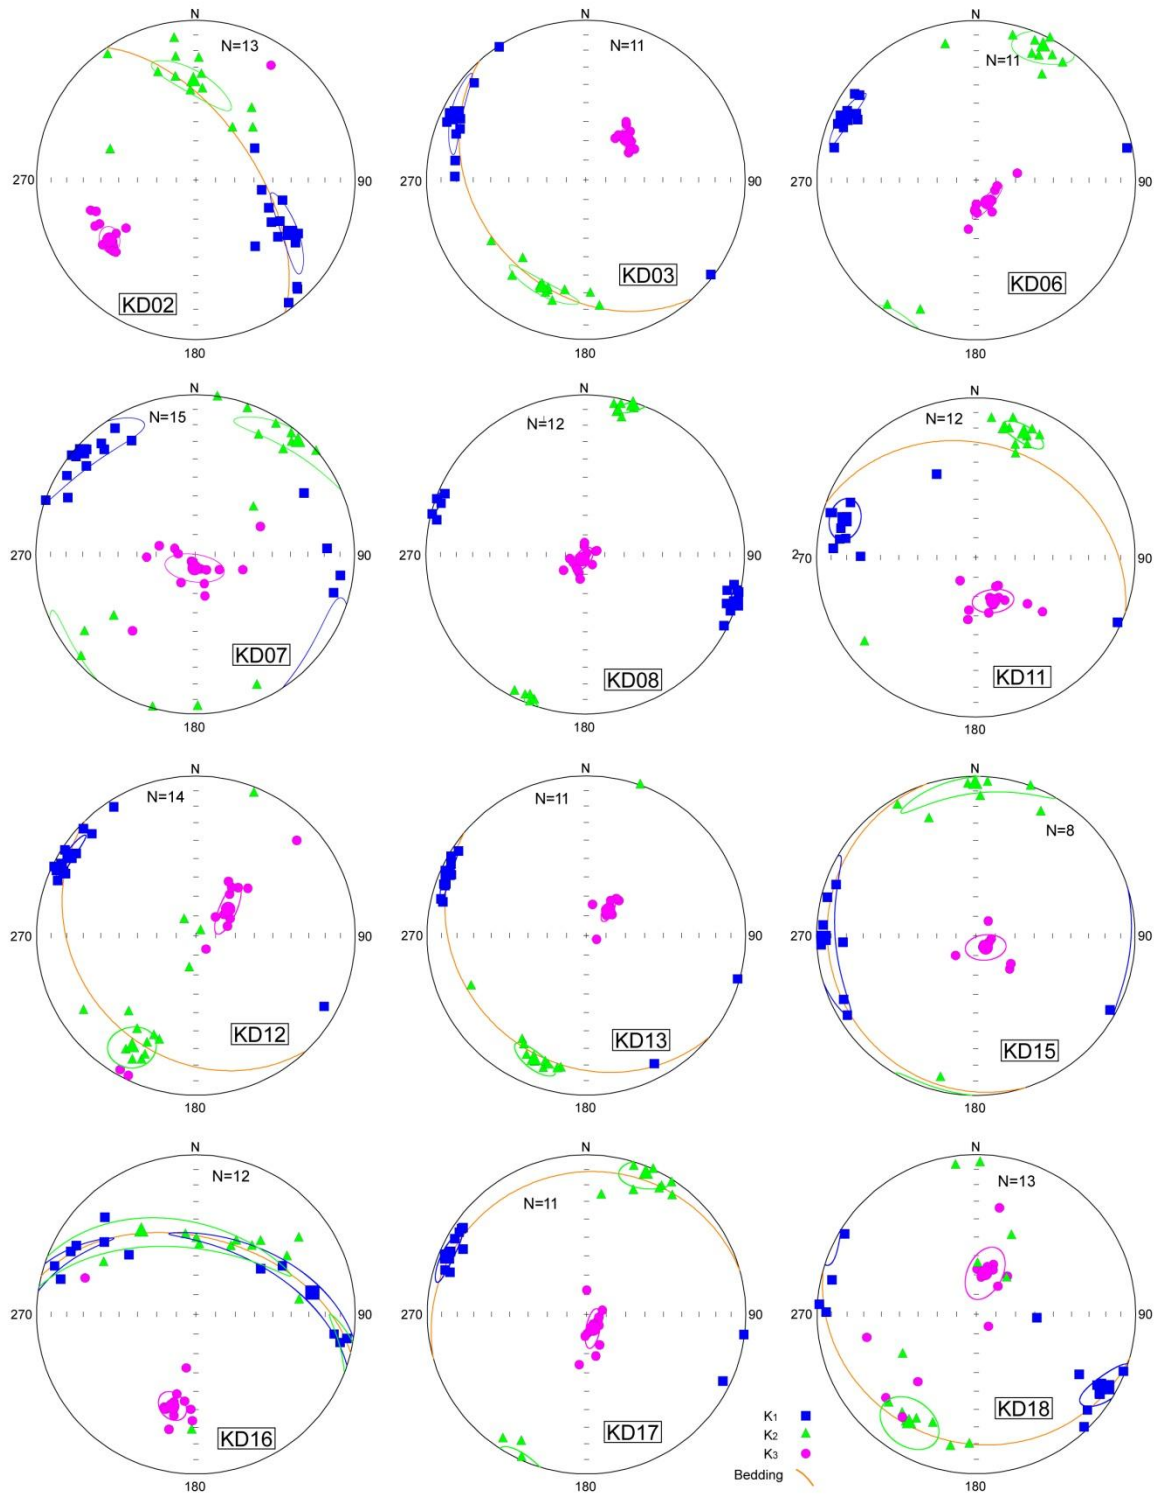 N N N
N=13 N=11 N=11
270 90 270 90 270 90
KD02 KD03 KD06
180 180 180
N N N
N=15 N=12 N=12
270 90 270 90 270 90
KD07 KD08 KD11
180 180 180
N N N
N=14 N=11 N=8
270 90 270 90 270 90
KD12 KD13 KD15
180 180 180
N N N
N=12 N=11 N=13
270 90 270 90 270 90
KD16 KD17 KD18
K1
K2
K3
Bedding
180 180 180